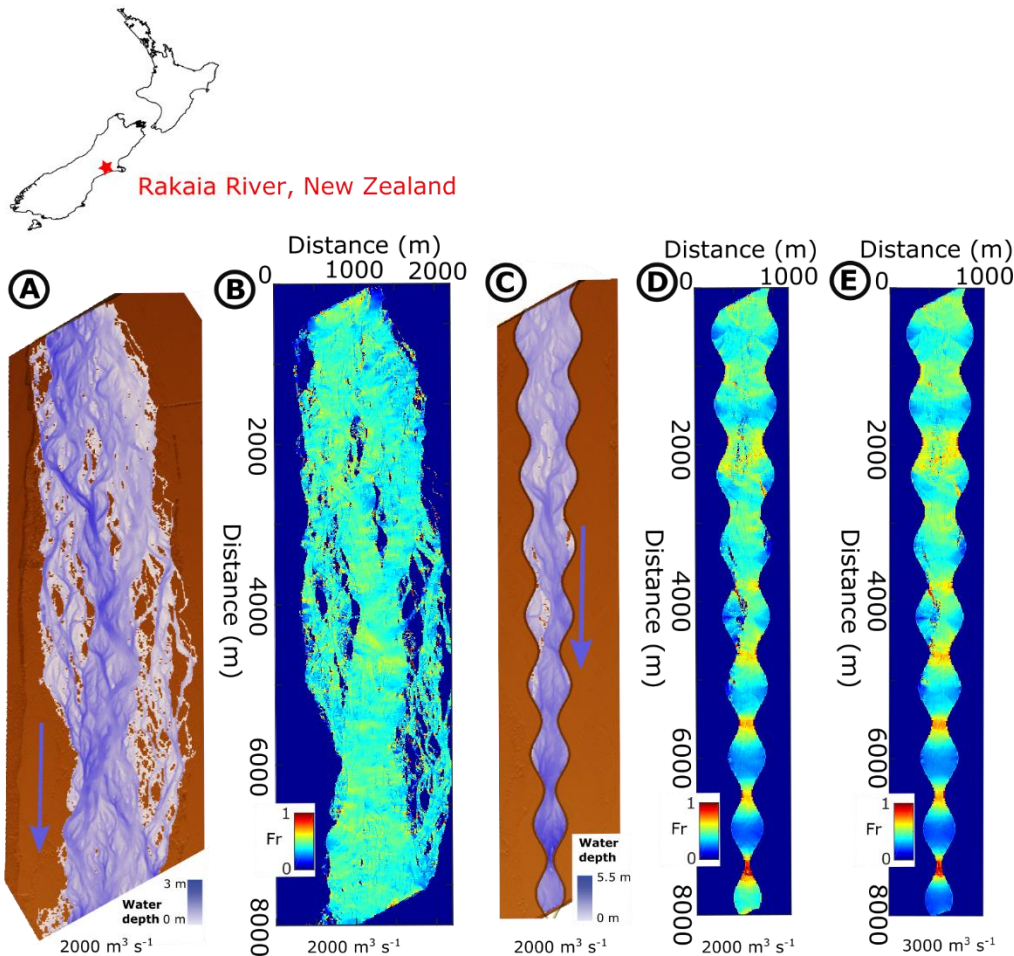 Rakaia River, New Zealand
A
B
Distance (m)
0
1000
2000
2000
4000
6000
8000
Distance (m)
Fr
1
0
3 m
0 m
Water
depth
2000 m³ s⁻¹
2000 m³ s⁻¹
C
Water
depth
5.5 m
0 m
2000 m³ s⁻¹
D
Distance (m)
0
1000
2000
4000
6000
8000
Distance (m)
Fr
1
0
2000 m³ s⁻¹
E
Distance (m)
0
1000
2000
4000
6000
8000
Distance (m)
Fr
1
0
3000 m³ s⁻¹